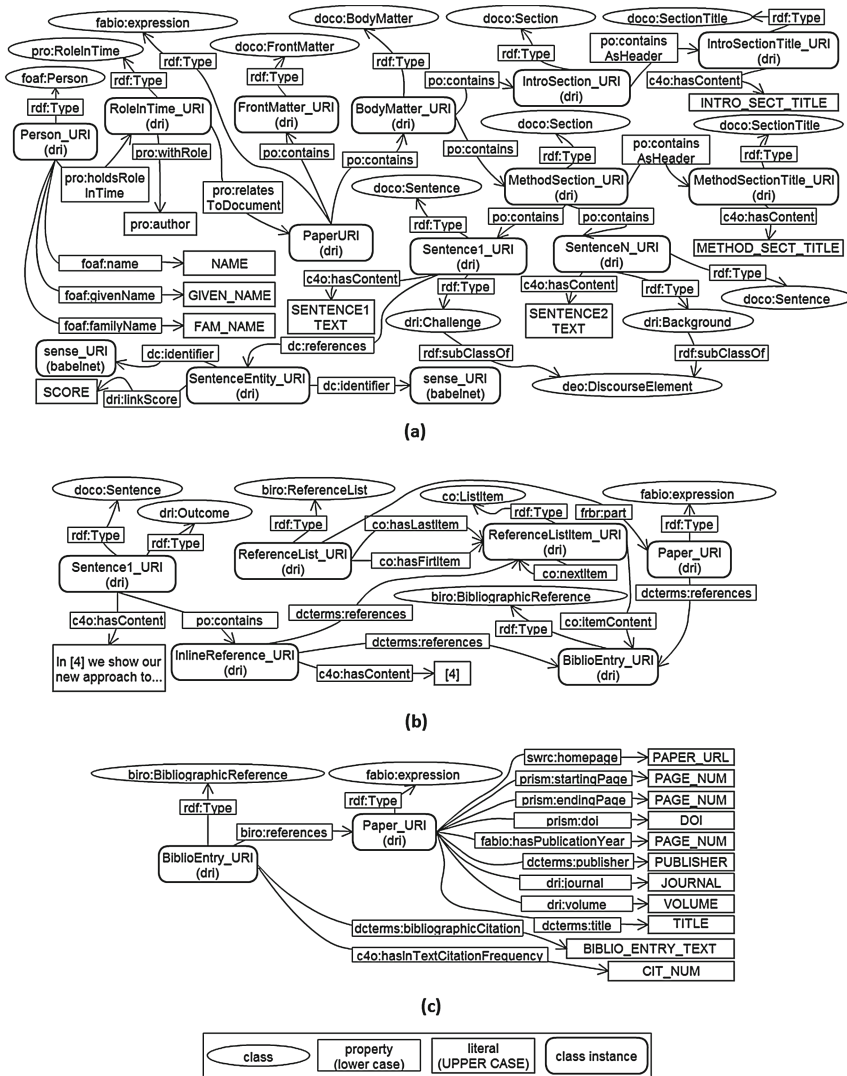 doco:BodyMatter
doco:Section
doco:SectionTitle
rdf:Type
fabio:expression
pro:RoleInTime
doco:FrontMatter
rdf:Type
po:contains
AsHeader
IntroSectionTitle_URI
(dri)
foaf:Person
rdf:Type
rdf:Type
rdf:Type
rdf:Type
po:contains
IntroSection_URI
(dri)
c4o:hasContent
rdf:Type
RoleInTime_URI
(dri)
FrontMatter_URI
(dri)
BodyMatter_URI
(dri)
INTRO_SECT_TITLE
Person_URI
(dri)
doco:Section
doco:SectionTitle
pro:withRole
po:contains
po:contains
po:contains
rdf:Type
po:contains
AsHeader
rdf:Type
pro:holdsRole
InTime
pro:relates
ToDocument
doco:Sentence
MethodSection_URI
(dri)
MethodSectionTitle_URI
(dri)
pro:author
rdf:Type
po:contains
po:contains
c4o:hasContent
PaperURI
(dri)
Sentence1_URI
(dri)
SentenceN_URI
(dri)
METHOD_SECT_TITLE
foaf:name
NAME
c4o:hasContent
rdf:Type
c4o:hasContent
rdf:Type
rdf:Type
foaf:givenName
GIVEN_NAME
SENTENCE1
TEXT
SENTENCE2
TEXT
doco:Sentence
foaf:familyName
FAM_NAME
dri:Challenge
dri:Background
sense_URI
(babelnet)
dc:identifier
dc:references
rdf:subClassOf
rdf:subClassOf
SCORE
dri:linkScore
SentenceEntity_URI
(dri)
dc:identifier
sense_URI
(babelnet)
deo:DiscourseElement
(a)
doco:Sentence
biro:ReferenceList
co:ListItem
fabio:expression
dri:Outcome
rdf:Type
frbr:part
rdf:Type
rdf:Type
rdf:Type
co:hasLastItem
ReferenceListItem_URI
(dri)
rdf:Type
Sentence1_URI
(dri)
ReferenceList_URI
(dri)
co:hasFirtItem
Paper_URI
(dri)
co:nextItem
c4o:hasContent
po:contains
dcterms:references
biro:BibliographicReference
dcterms:references
rdf:Type
co:itemContent
In [4] we show our
new approach to...
InlineReference_URI
(dri)
dcterms:references
BiblioEntry_URI
(dri)
c4o:hasContent
[4]
(b)
swrc:homepage
PAPER_URL
biro:BibliographicReference
fabio:expression
prism:startingPage
PAGE_NUM
rdf:Type
rdf:Type
prism:endingPage
PAGE_NUM
biro:references
Paper_URI
(dri)
prism:doi
DOI
fabio:hasPublicationYear
PAGE_NUM
BiblioEntry_URI
(dri)
dcterms:publisher
PUBLISHER
dri:journal
JOURNAL
dri:volume
VOLUME
dcterms:bibliographicCitation
dcterms:title
TITLE
BIBLIO_ENTRY_TEXT
c4o:hasInTextCitationFrequency
CIT_NUM
(c)
class
property
(lower case)
literal
(UPPER CASE)
class instance